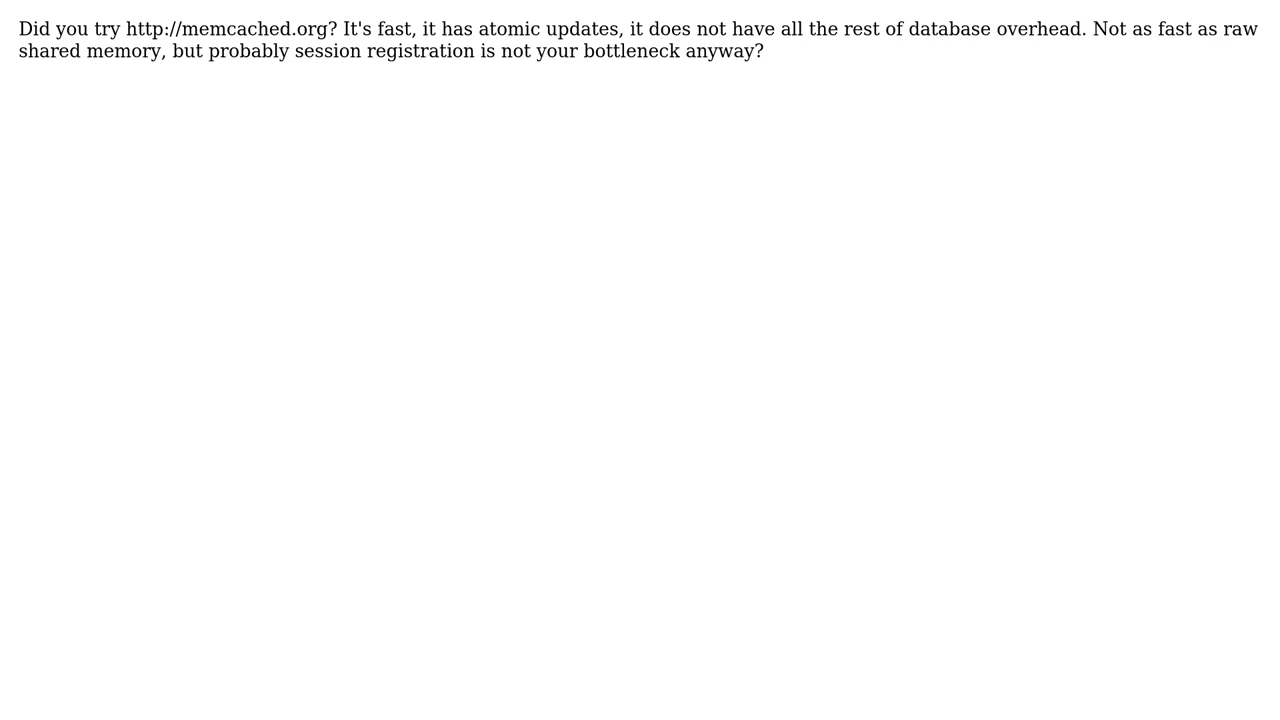 Did you try http://memcached.org? It's fast, it has atomic updates, it does not have all the rest of database overhead. Not as fast as raw
shared memory, but probably session registration is not your bottleneck anyway?